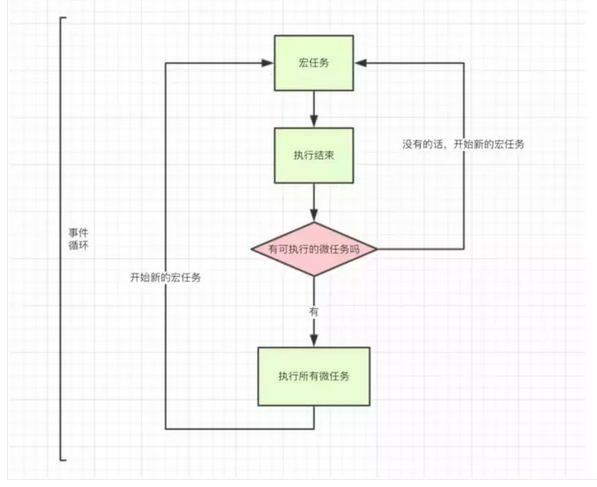 宏任务
执行结束
没有的话，开始新的宏任务
事件
循环
有可执行的微任务吗
开始新的宏任务
有
执行所有微任务